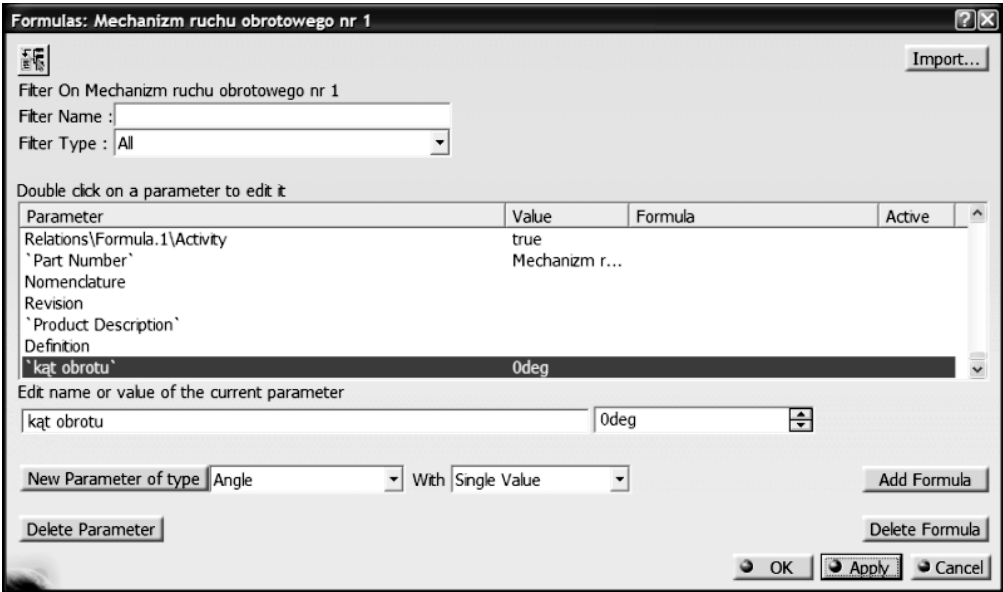 Formulas: Mechanizm ruchu obrotowego nr 1
Import...
Filter On Mechanizm ruchu obrotowego nr 1
Filter Name :
Filter Type : All
Double click on a parameter to edit it
Parameter Value Formula Active
Relations\Formula.1\Activity true
`Part Number` Mechanizm r...
Nomenclature
Revision
`Product Description`
Definition
`kąt obrotu` 0deg
Edit name or value of the current parameter
kąt obrotu 0deg
New Parameter of type Angle With Single Value Add Formula
Delete Parameter Delete Formula
OK Apply Cancel